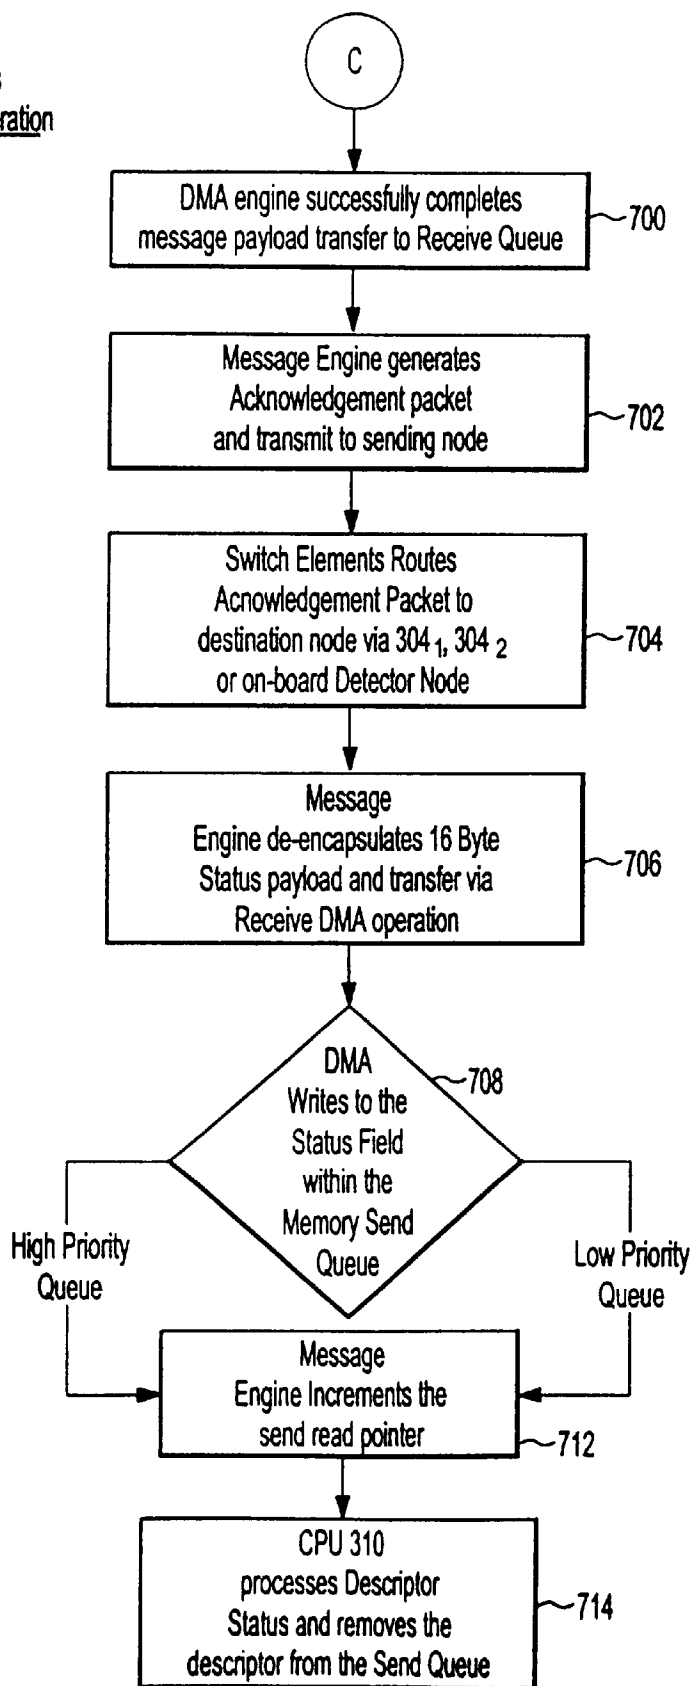 C
DMA engine successfully completes
message payload transfer to Receive Queue
700
Message Engine generates
Acknowledgement packet
and transmit to sending node
702
Switch Elements Routes
Acnowledgement Packet to
destination node via 304 1, 304 2
or on-board Detector Node
704
Message
Engine de-encapsulates 16 Byte
Status payload and transfer via
Receive DMA operation
706
DMA
Writes to the
Status Field
within the
Memory Send
Queue
708
High Priority
Queue
Low Priority
Queue
Message
Engine Increments the
send read pointer
712
CPU 310
processes Descriptor
Status and removes the
descriptor from the Send Queue
714